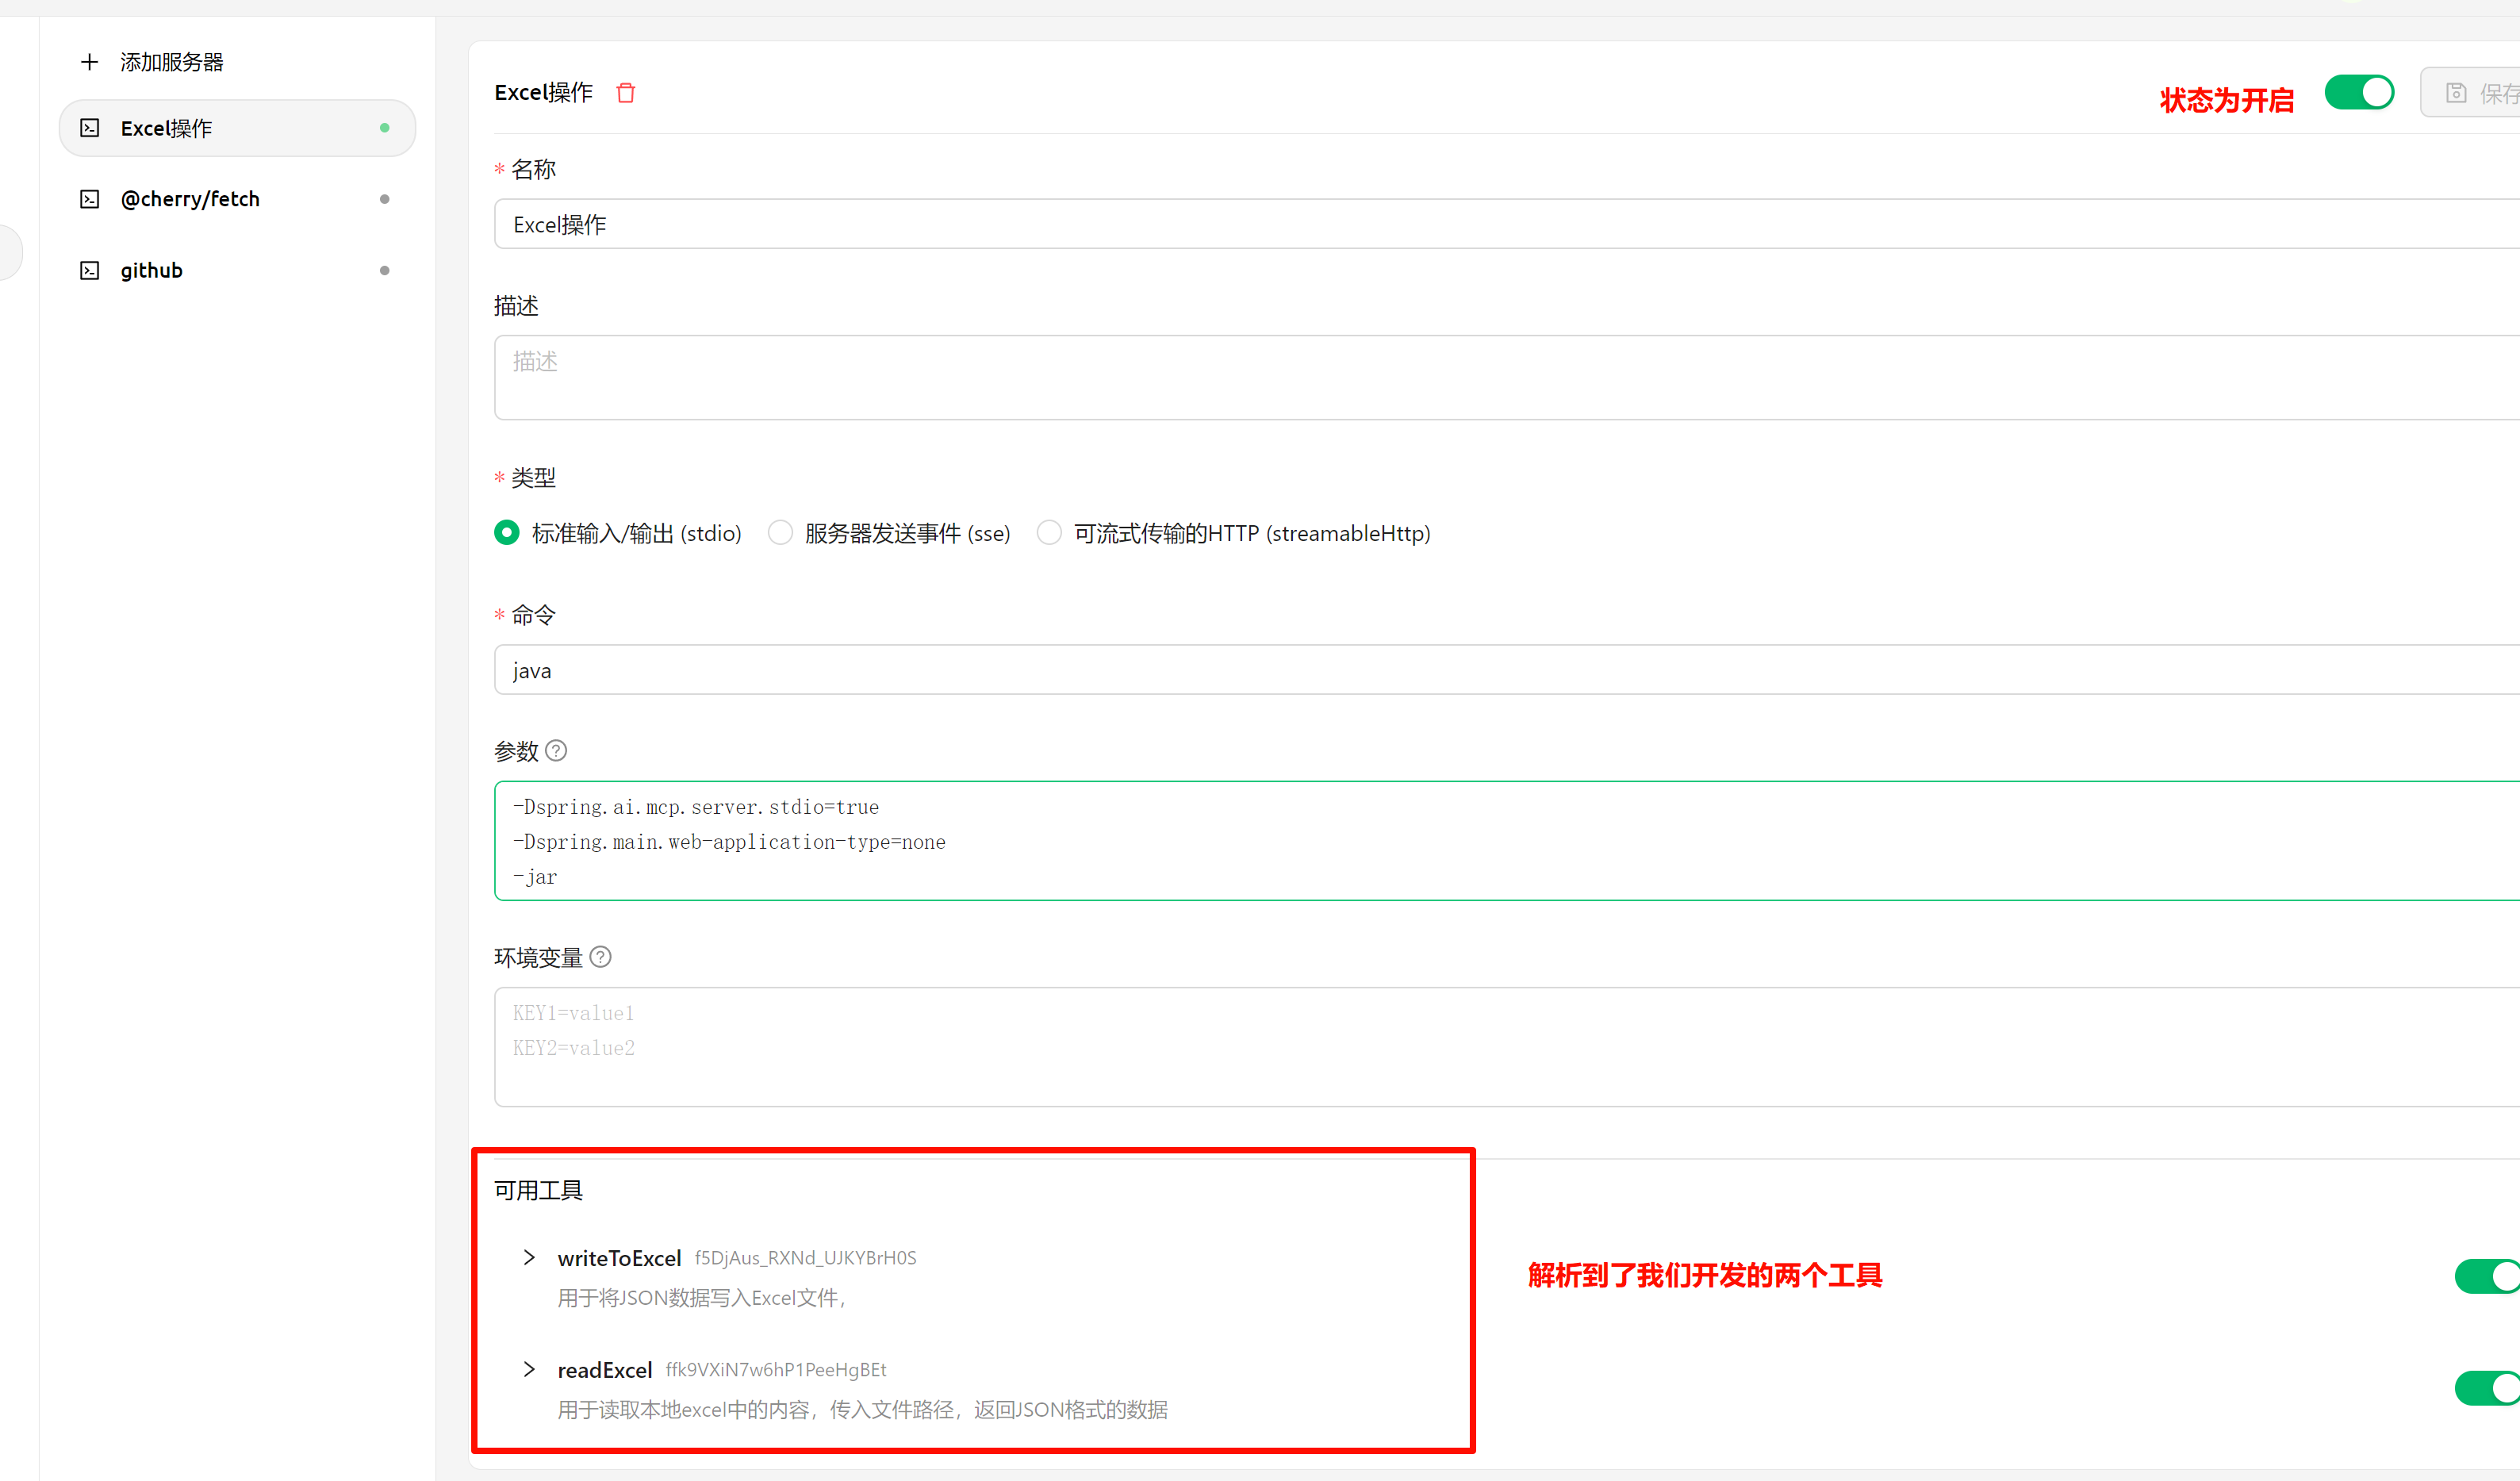 添加服务器
Excel操作
@cherry/fetch
github
Excel操作
状态为开启
保存
* 名称
Excel操作
描述
描述
* 类型
标准输入/输出 (stdio)
服务器发送事件 (sse)
可流式传输的HTTP (streamableHttp)
* 命令
java
参数
-Dspring.ai.mcp.server.stdio=true
-Dspring.main.web-application-type=none
-jar
环境变量
KEY1=value1
KEY2=value2
可用工具
writeToExcel f5DjAus_RXNd_UJKYBrH0S
用于将JSON数据写入Excel文件，
解析到了我们开发的两个工具
readExcel ffk9VXiN7w6hP1PeeHgBEt
用于读取本地excel中的内容，传入文件路径，返回JSON格式的数据